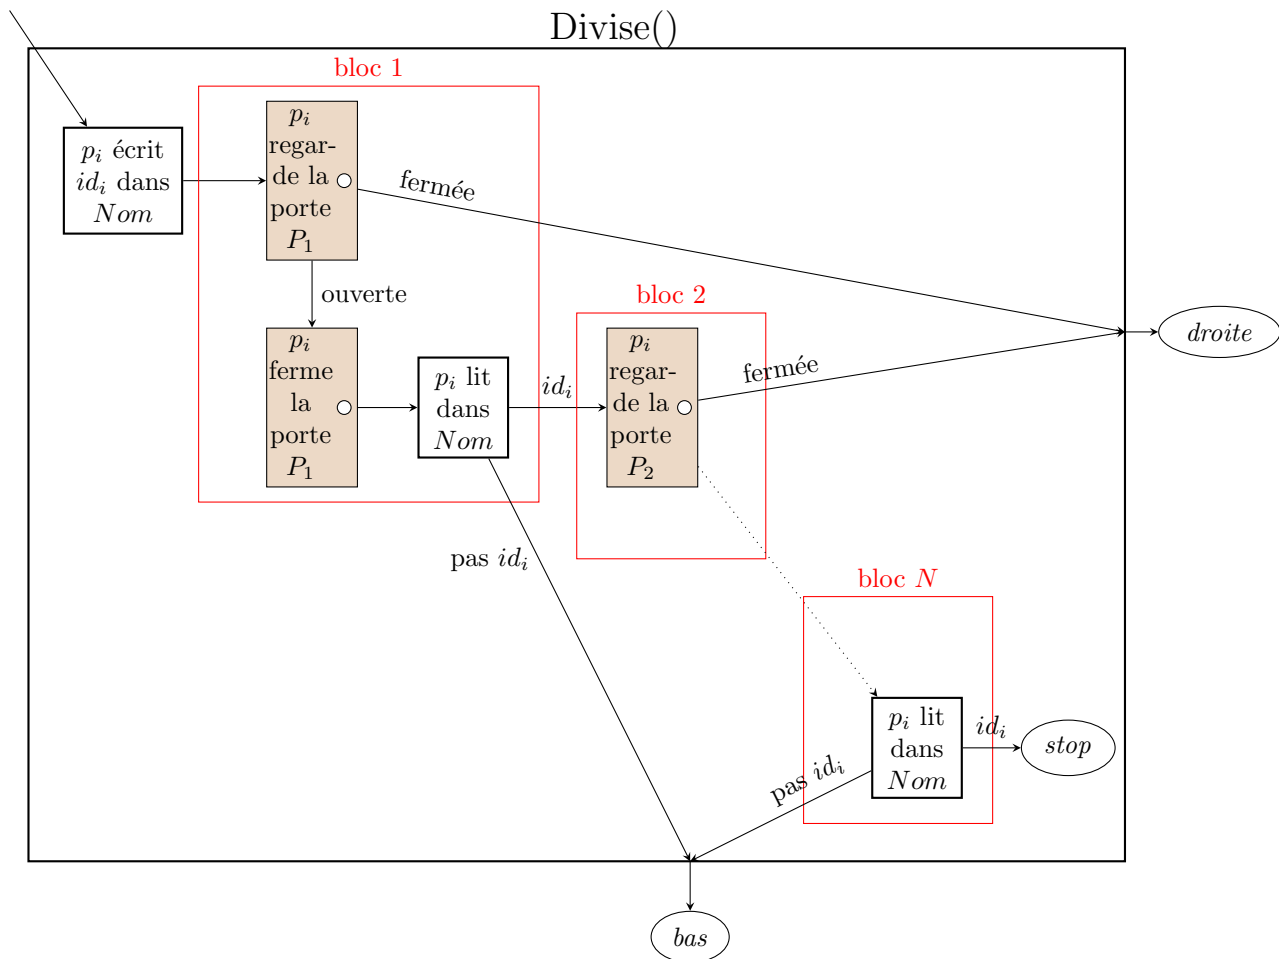 Divise()
bloc 1
p_i écrit
id_i dans
Nom
p_i
regar-
de la
porte
P_1
fermée
ouverte
p_i
ferme
la
porte
P_1
p_i lit
dans
Nom
id_i
pas id_i
bloc 2
p_i
regar-
de la
porte
P_2
fermée
droite
bloc N
p_i lit
dans
Nom
id_i
stop
pas id_i
bas